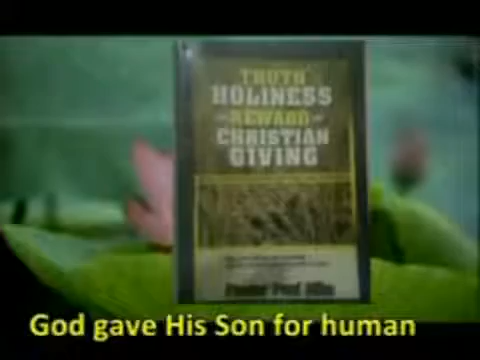 TRUTH
HOLINESS
REWARD
CHRISTIAN
GIVING
God gave His Son for human